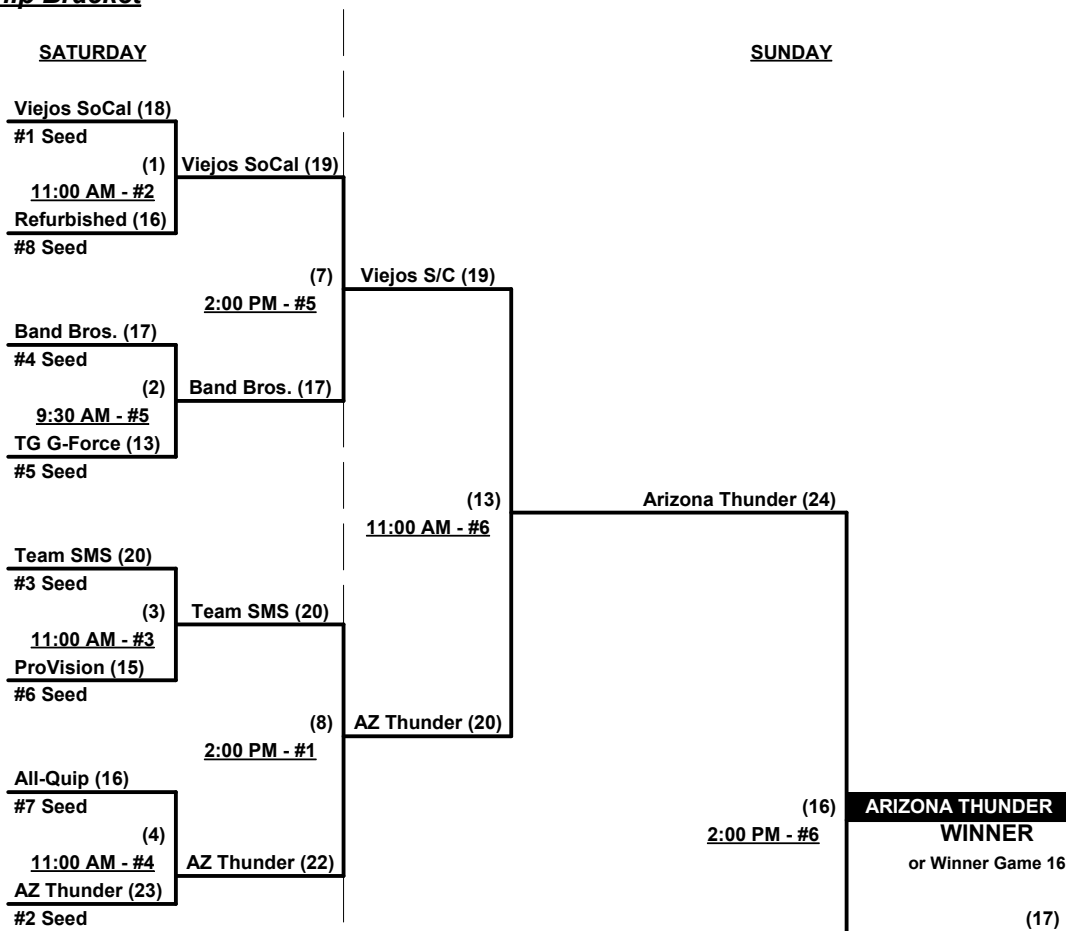 SATURDAY
SUNDAY
Viejos SoCal (18)
#1 Seed
(1)
Viejos SoCal (19)
11:00 AM - #2
Refurbished (16)
#8 Seed
(7)
Viejos S/C (19)
2:00 PM - #5
Band Bros. (17)
#4 Seed
(2)
Band Bros. (17)
9:30 AM - #5
TG G-Force (13)
#5 Seed
(13)
Arizona Thunder (24)
11:00 AM - #6
Team SMS (20)
#3 Seed
(3)
Team SMS (20)
11:00 AM - #3
ProVision (15)
#6 Seed
(8)
AZ Thunder (20)
2:00 PM - #1
All-Quip (16)
#7 Seed
(4)
AZ Thunder (22)
11:00 AM - #4
AZ Thunder (23)
#2 Seed
(16)
ARIZONA THUNDER
2:00 PM - #6
WINNER
or Winner Game 16
(17)